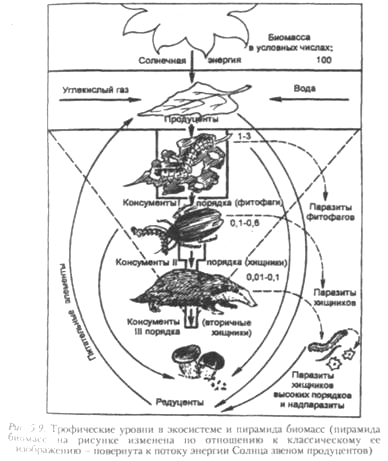 Биомасса
в условных числах;
Солнечная энергия 100
Углекислый газ
Вода
Продуценты
1-3
Консументы I порядка (фитофаги)
Паразиты
фитофагов
0,1-0,6
Консументы II порядка (хищники)
0,01-0,1
Паразиты
хищников
Консументы (вторичные
III порядка хищники)
Питательные элементы
Паразиты
хищников
высоких порядков
и надпаразиты
Редуценты
Рис. 5.9. Трофические уровни в экосистеме и пирамида биомасс (пирамида
биомасс на рисунке изменена по отношению к классическому ее
изображению - повернута к потоку энергии Солнца звеном продуцентов)